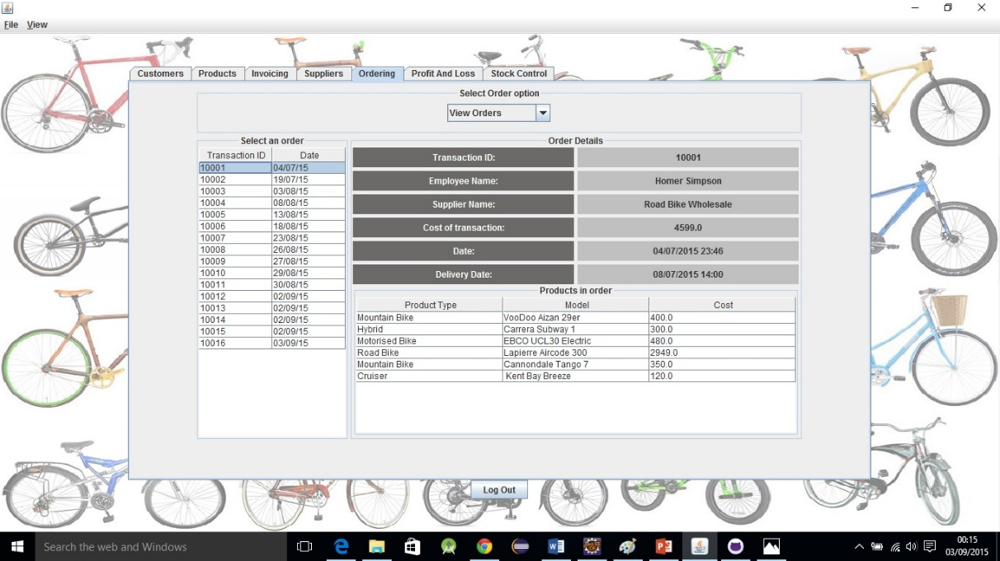 File View
Customers Products Invoicing Suppliers Ordering Profit And Loss Stock Control
Select Order option
View Orders
Select an order
Transaction ID Date
10001 04/07/15
10002 19/07/15
10003 03/08/15
10004 08/08/15
10005 13/08/15
10006 18/08/15
10007 23/08/15
10008 26/08/15
10009 27/08/15
10010 29/08/15
10011 30/08/15
10012 02/09/15
10013 02/09/15
10014 02/09/15
10015 02/09/15
10016 03/09/15
Order Details
Transaction ID: 10001
Employee Name: Homer Simpson
Supplier Name: Road Bike Wholesale
Cost of transaction: 4599.0
Date: 04/07/2015 23:46
Delivery Date: 08/07/2015 14:00
Products in order
Product Type Model Cost
Mountain Bike VooDoo Aizan 29er 400.0
Hybrid Carrera Subway 1 300.0
Motorised Bike EBCO UCL30 Electric 480.0
Road Bike Lapierre Aircode 300 2949.0
Mountain Bike Cannondale Tango 7 350.0
Cruiser Kent Bay Breeze 120.0
Log Out
Search the web and Windows
00:15
03/09/2015